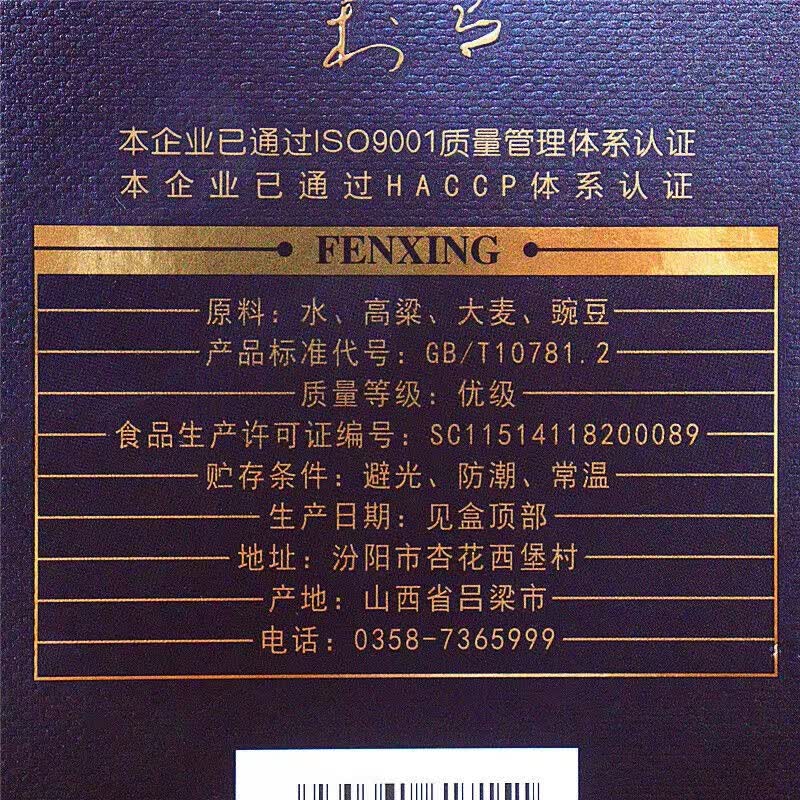 本企业已通过ISO9001质量管理体系认证
本企业已通过HACCP体系认证
FENXING
原料：水、高粱、大麦、豌豆
产品标准代号：GB/T10781.2
质量等级：优级
食品生产许可证编号：SC11514118200089
贮存条件：避光、防潮、常温
生产日期：见盒顶部
地址：汾阳市杏花西堡村
产地：山西省吕梁市
电话：0358-7365999